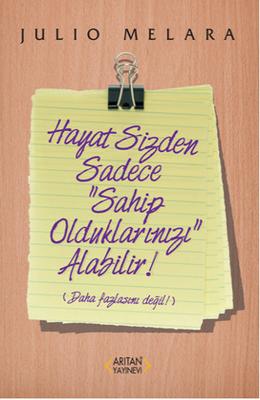 JULIO MELARA
Hayat Sizden
Sadece
"Sahip
Olduklarınızı"
Alabilir!
(Daha fazlasını değil!)
ARITAN
YAYINEVİ